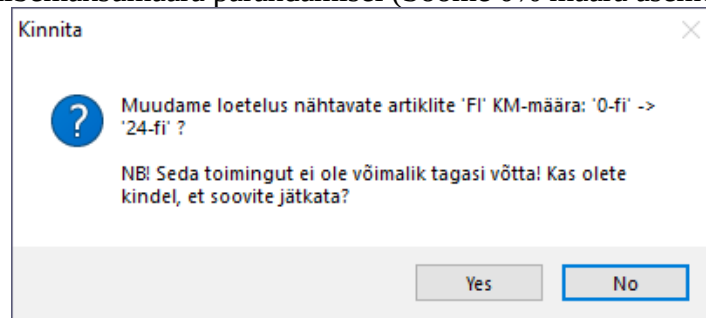 Kinnita
Muudame loetelus nähtavate artiklite 'FI' KM-määra: '0-fi' ->
'24-fi' ?
NB! Seda toimingut ei ole võimalik tagasi võtta! Kas olete
kindel, et soovite jätkata?
Yes
No